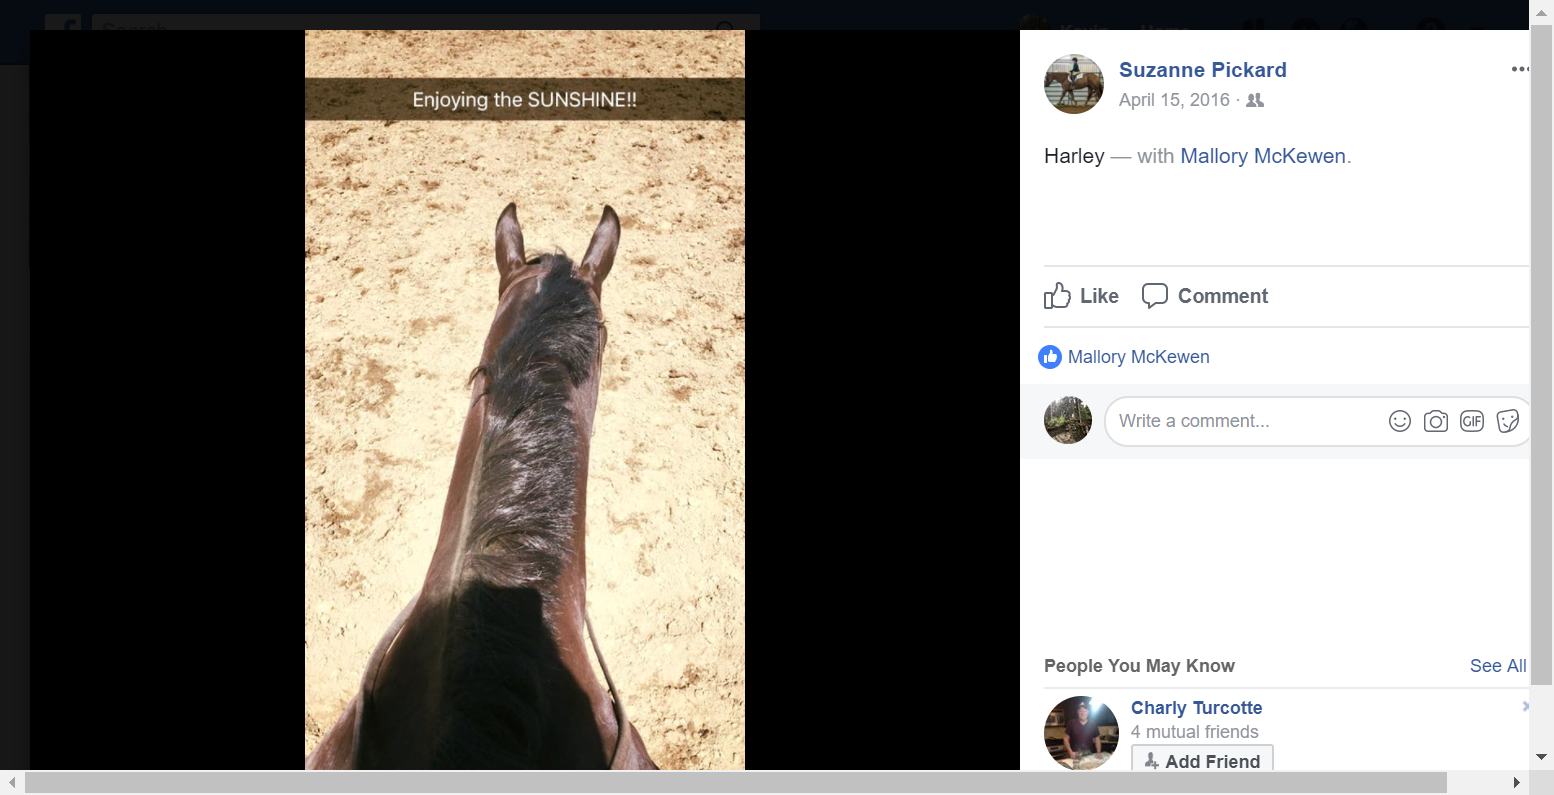 Search
Enjoying the SUNSHINE!!
Suzanne Pickard
April 15, 2016 ·
Harley — with Mallory McKewen.
Like Comment
Mallory McKewen
Write a comment...
GIF
People You May Know
See All
Charly Turcotte
4 mutual friends
Add Friend